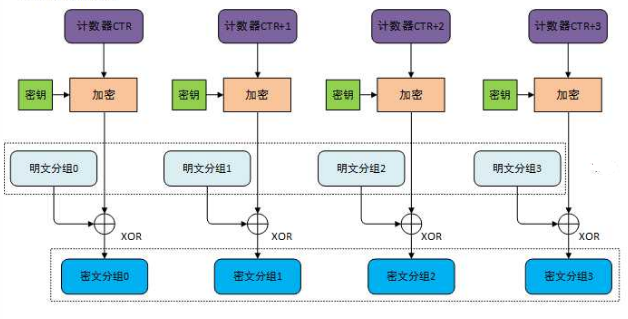 计数器CTR
计数器CTR+1
计数器CTR+2
计数器CTR+3
密钥
加密
密钥
加密
密钥
加密
密钥
加密
明文分组0
明文分组1
明文分组2
明文分组3
XOR
XOR
XOR
XOR
密文分组0
密文分组1
密文分组2
密文分组3